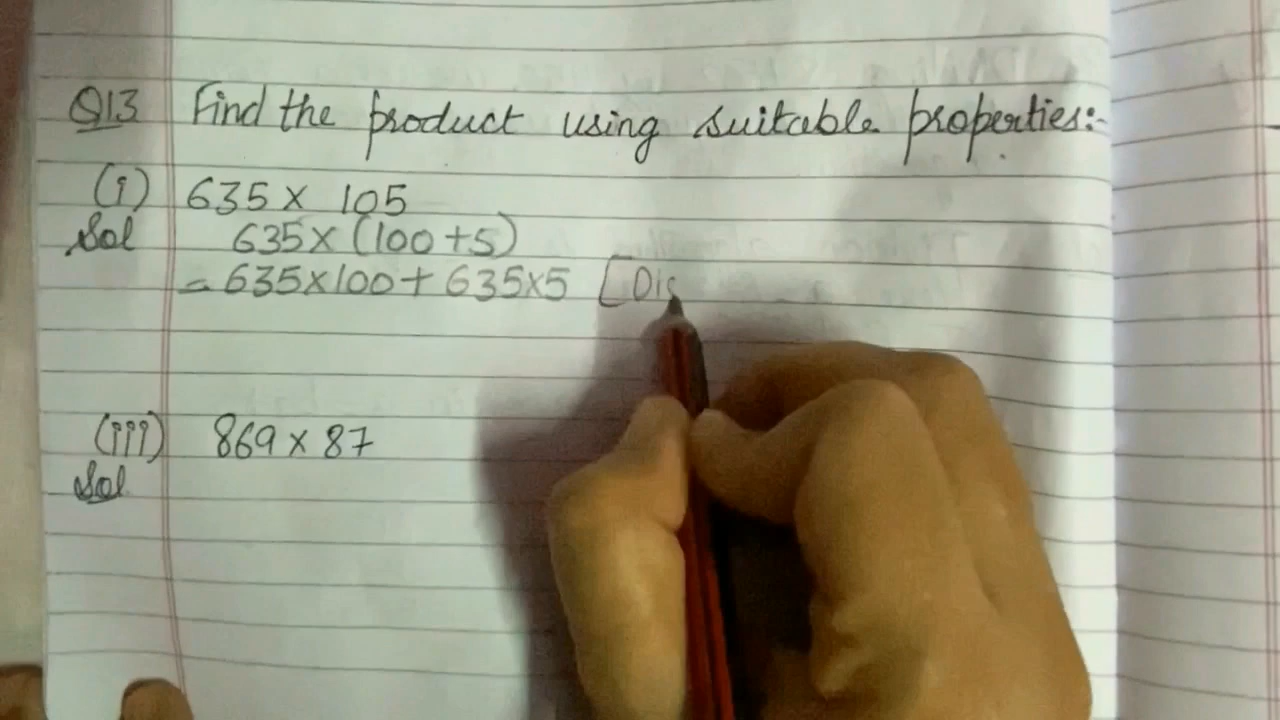 Q13 Find the product using suitable properties:-
(i) 635 × 105
Sol 635 × (100 + 5)
= 635×100 + 635×5 [Dis
(iii) 869 × 87
Sol